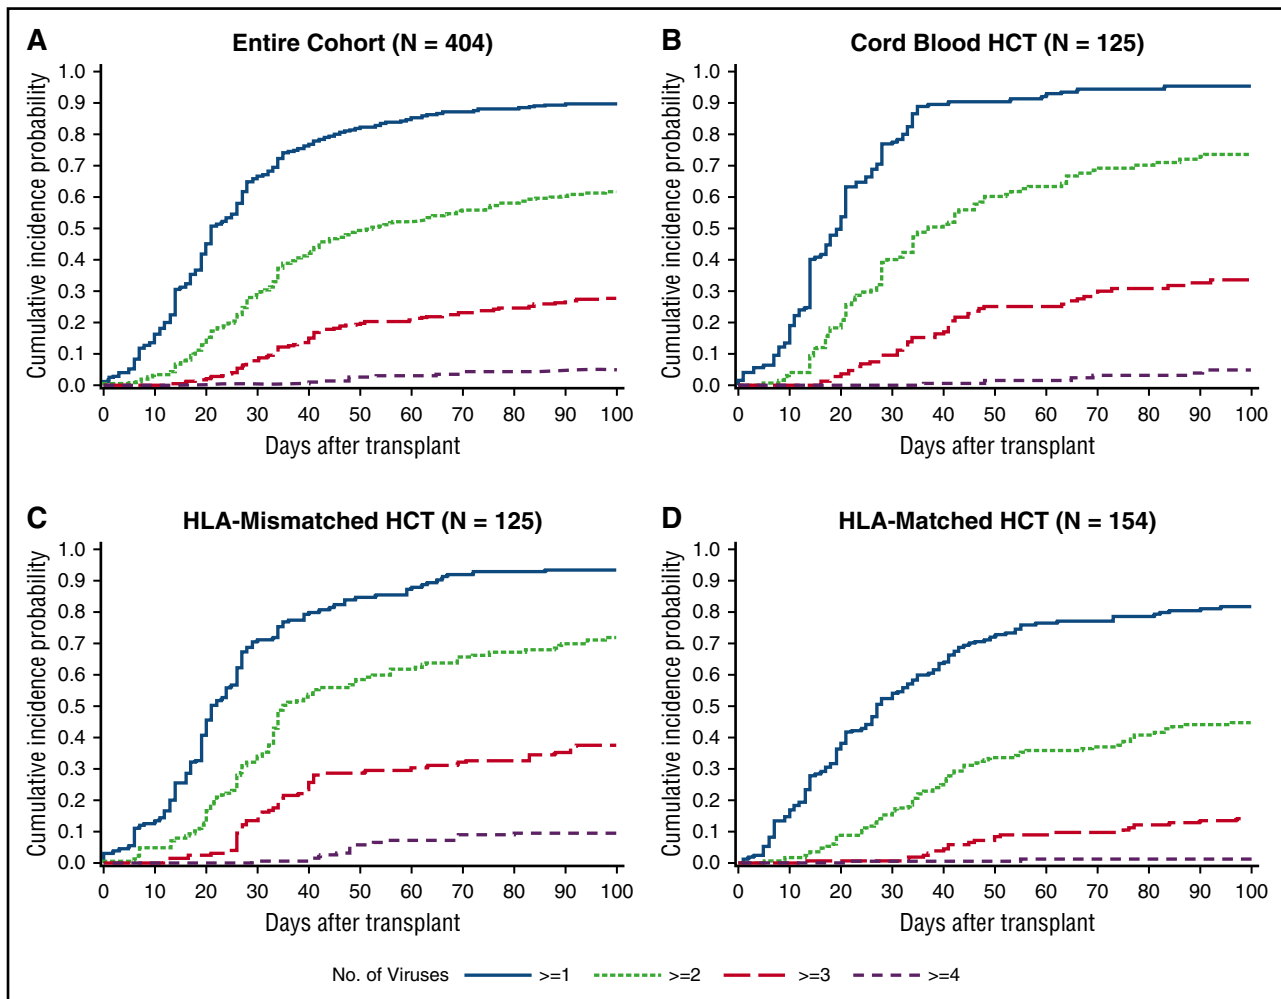 A Entire Cohort (N = 404)
Cumulative incidence probability
1.0
0.9
0.8
0.7
0.6
0.5
0.4
0.3
0.2
0.1
0.0
0 10 20 30 40 50 60 70 80 90 100
Days after transplant
B Cord Blood HCT (N = 125)
Cumulative incidence probability
1.0
0.9
0.8
0.7
0.6
0.5
0.4
0.3
0.2
0.1
0.0
0 10 20 30 40 50 60 70 80 90 100
Days after transplant
C HLA-Mismatched HCT (N = 125)
Cumulative incidence probability
1.0
0.9
0.8
0.7
0.6
0.5
0.4
0.3
0.2
0.1
0.0
0 10 20 30 40 50 60 70 80 90 100
Days after transplant
D HLA-Matched HCT (N = 154)
Cumulative incidence probability
1.0
0.9
0.8
0.7
0.6
0.5
0.4
0.3
0.2
0.1
0.0
0 10 20 30 40 50 60 70 80 90 100
Days after transplant
No. of Viruses >=1 >=2 >=3 >=4